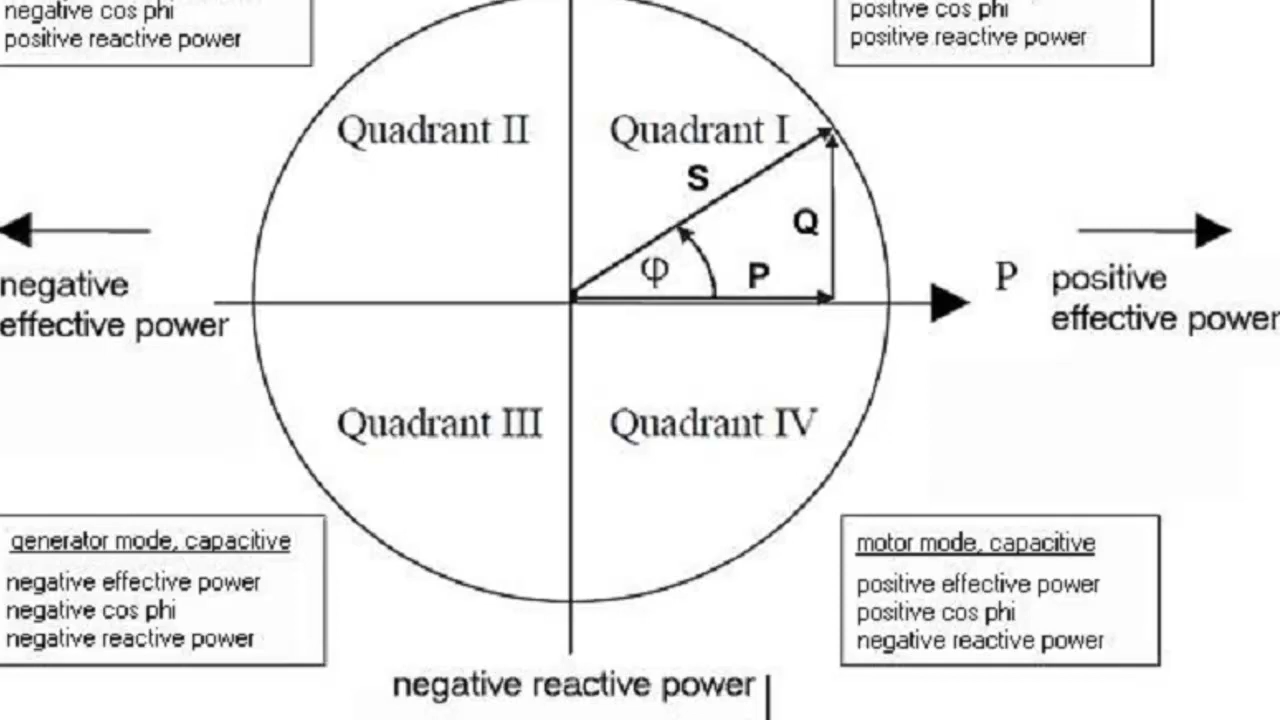 negative cos phi
positive reactive power
positive cos phi
positive reactive power
Quadrant II
Quadrant I
S
Q
φ
P
P
negative
effective power
positive
effective power
Quadrant III
Quadrant IV
generator mode, capacitive
negative effective power
negative cos phi
negative reactive power
motor mode, capacitive
positive effective power
positive cos phi
negative reactive power
negative reactive power